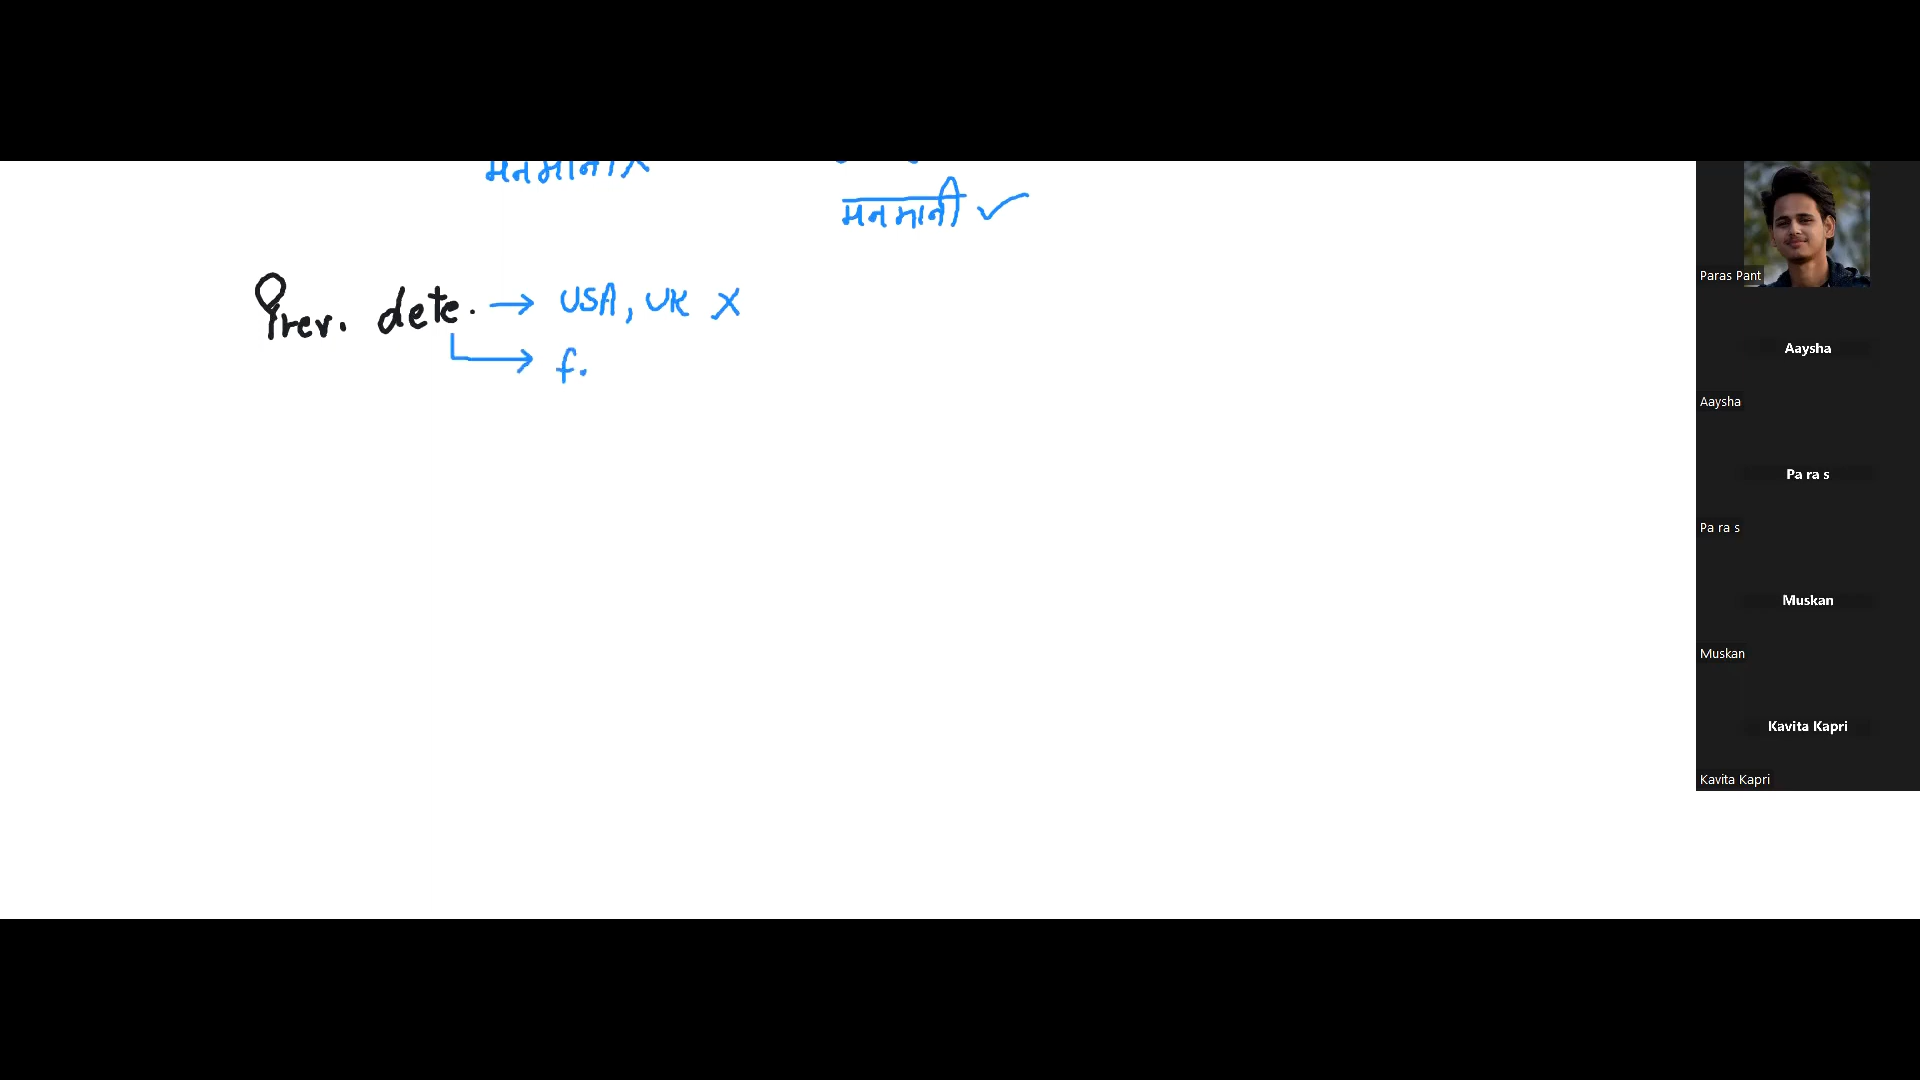 मनमानी X
मनमानी ✓
Prev. dete. → USA, UK X
→ f.
Paras Pant
Aaysha
Aaysha
Pa ra s
Pa ra s
Muskan
Muskan
Kavita Kapri
Kavita Kapri